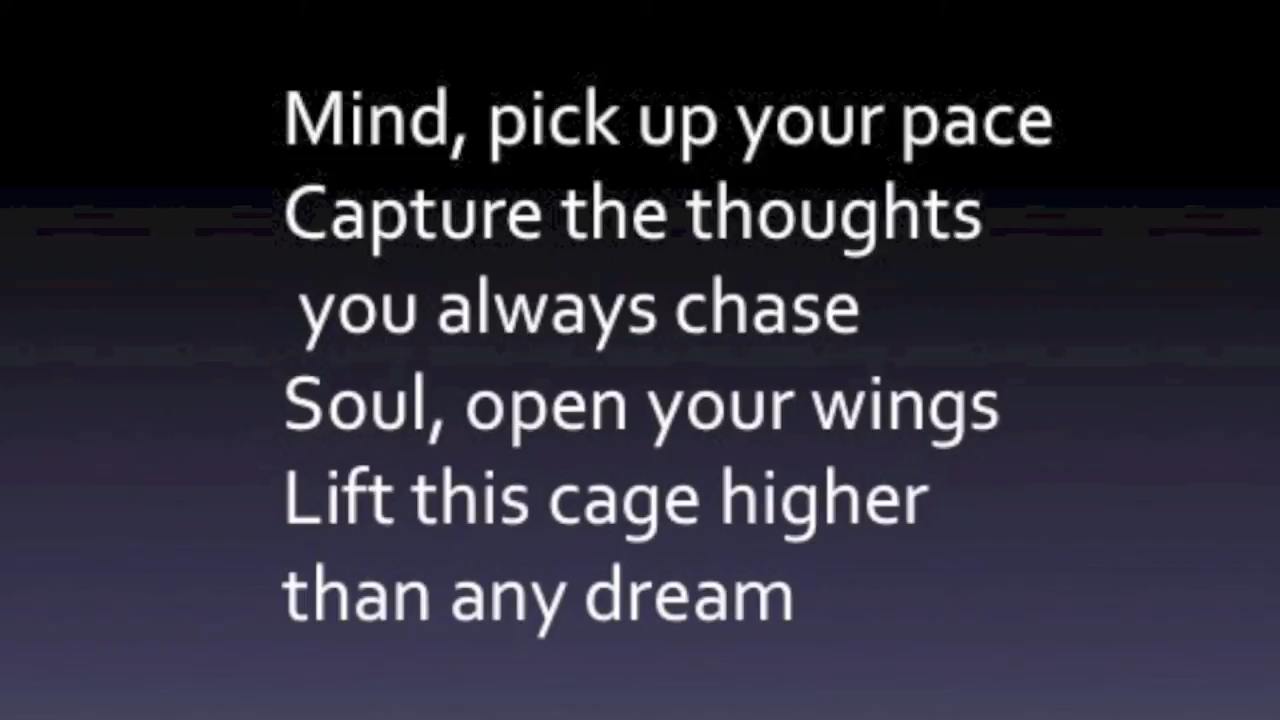 Mind, pick up your pace
Capture the thoughts
you always chase
Soul, open your wings
Lift this cage higher
than any dream